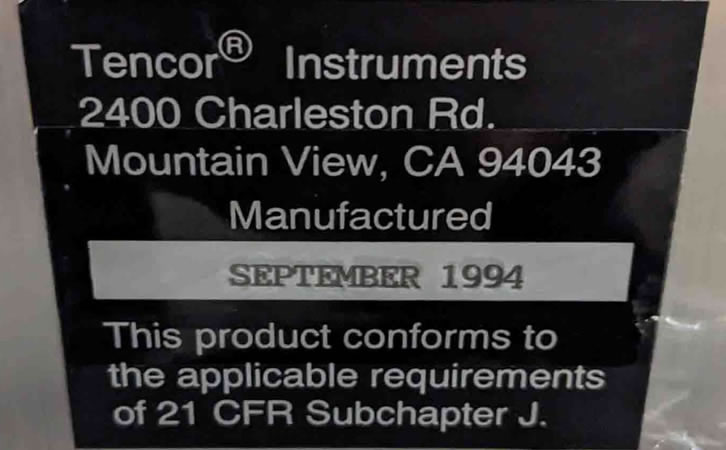 Tencor® Instruments
2400 Charleston Rd.
Mountain View, CA 94043
Manufactured
SEPTEMBER 1994
This product conforms to
the applicable requirements
of 21 CFR Subchapter J.